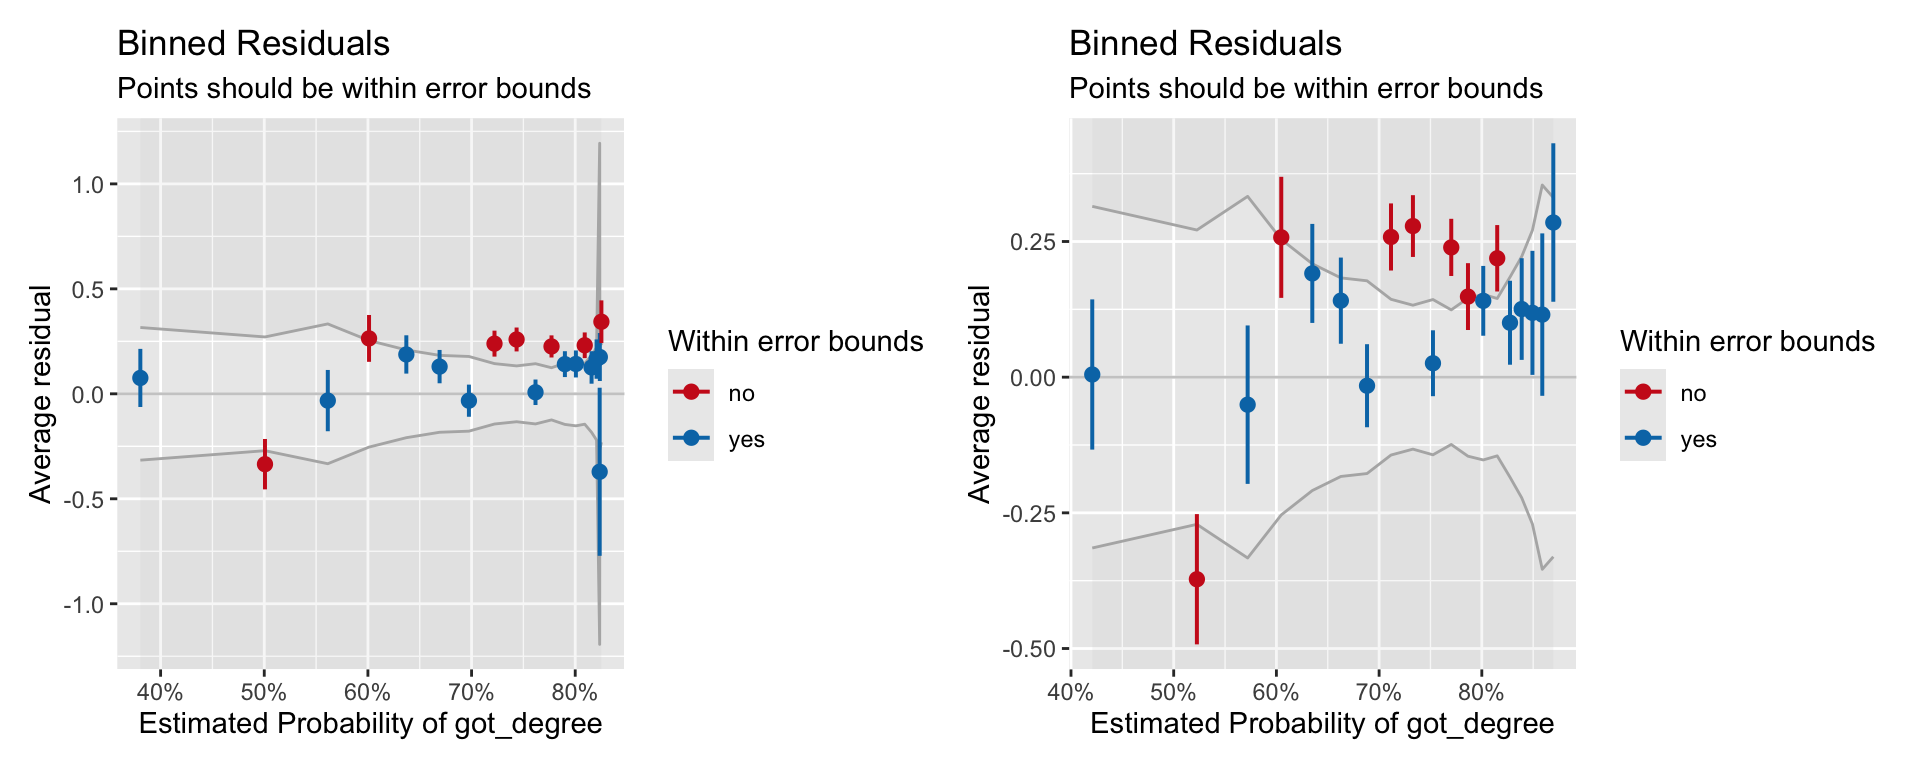 Binned Residuals
Points should be within error bounds
Average residual
1.0
0.5
0.0
-0.5
-1.0
40% 50% 60% 70% 80%
Estimated Probability of got_degree
Within error bounds
no
yes
Binned Residuals
Points should be within error bounds
Average residual
0.25
0.00
-0.25
-0.50
40% 50% 60% 70% 80%
Estimated Probability of got_degree
Within error bounds
no
yes